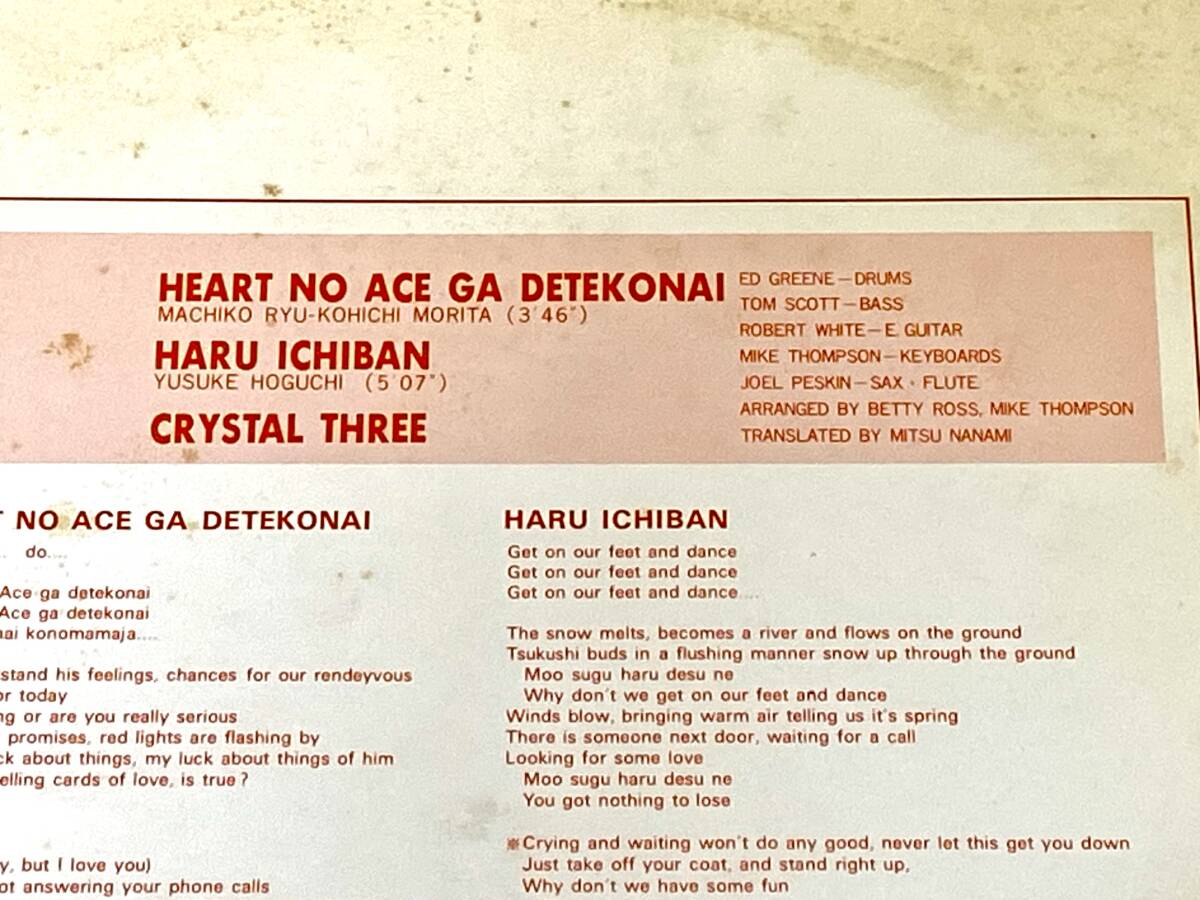 HEART NO ACE GA DETEKONAI
MACHIKO RYU-KOHICHI MORITA (3'46")
HARU ICHIBAN
YUSUKE HOGUCHI (5'07")
CRYSTAL THREE
ED GREENE—DRUMS
TOM SCOTT—BASS
ROBERT WHITE—E. GUITAR
MIKE THOMPSON—KEYBOARDS
JOEL PESKIN—SAX・FLUTE
ARRANGED BY BETTY ROSS, MIKE THOMPSON
TRANSLATED BY MITSU NANAMI
NO ACE GA DETEKONAI
do....
Ace ga detekonai
Ace ga detekonai
konomamaja....
stand his feelings, chances for our rendeyvous
or today
or are you really serious
promises, red lights are flashing by
about things, my luck about things of him
elling cards of love, is true?
, but I love you)
ot answering your phone calls
HARU ICHIBAN
Get on our feet and dance
Get on our feet and dance
Get on our feet and dance....
The snow melts, becomes a river and flows on the ground
Tsukushi buds in a flushing manner snow up through the ground
Moo sugu haru desu ne
Why don't we get on our feet and dance
Winds blow, bringing warm air telling us it's spring
There is someone next door, waiting for a call
Looking for some love
Moo sugu haru desu ne
You got nothing to lose
※Crying and waiting won't do any good, never let this get you down
Just take off your coat, and stand right up,
Why don't we have some fun